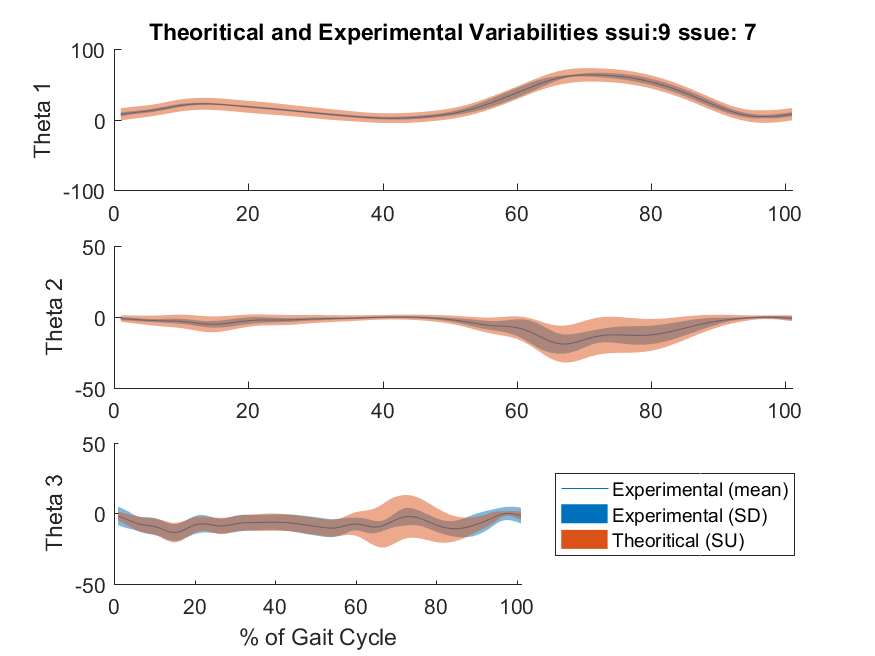 Theoritical and Experimental Variabilities ssui:9 ssue: 7
100
0
-100
Theta 1
0 20 40 60 80 100
50
0
-50
Theta 2
0 20 40 60 80 100
50
0
-50
Theta 3
0 20 40 60 80 100
% of Gait Cycle
Experimental (mean)
Experimental (SD)
Theoritical (SU)